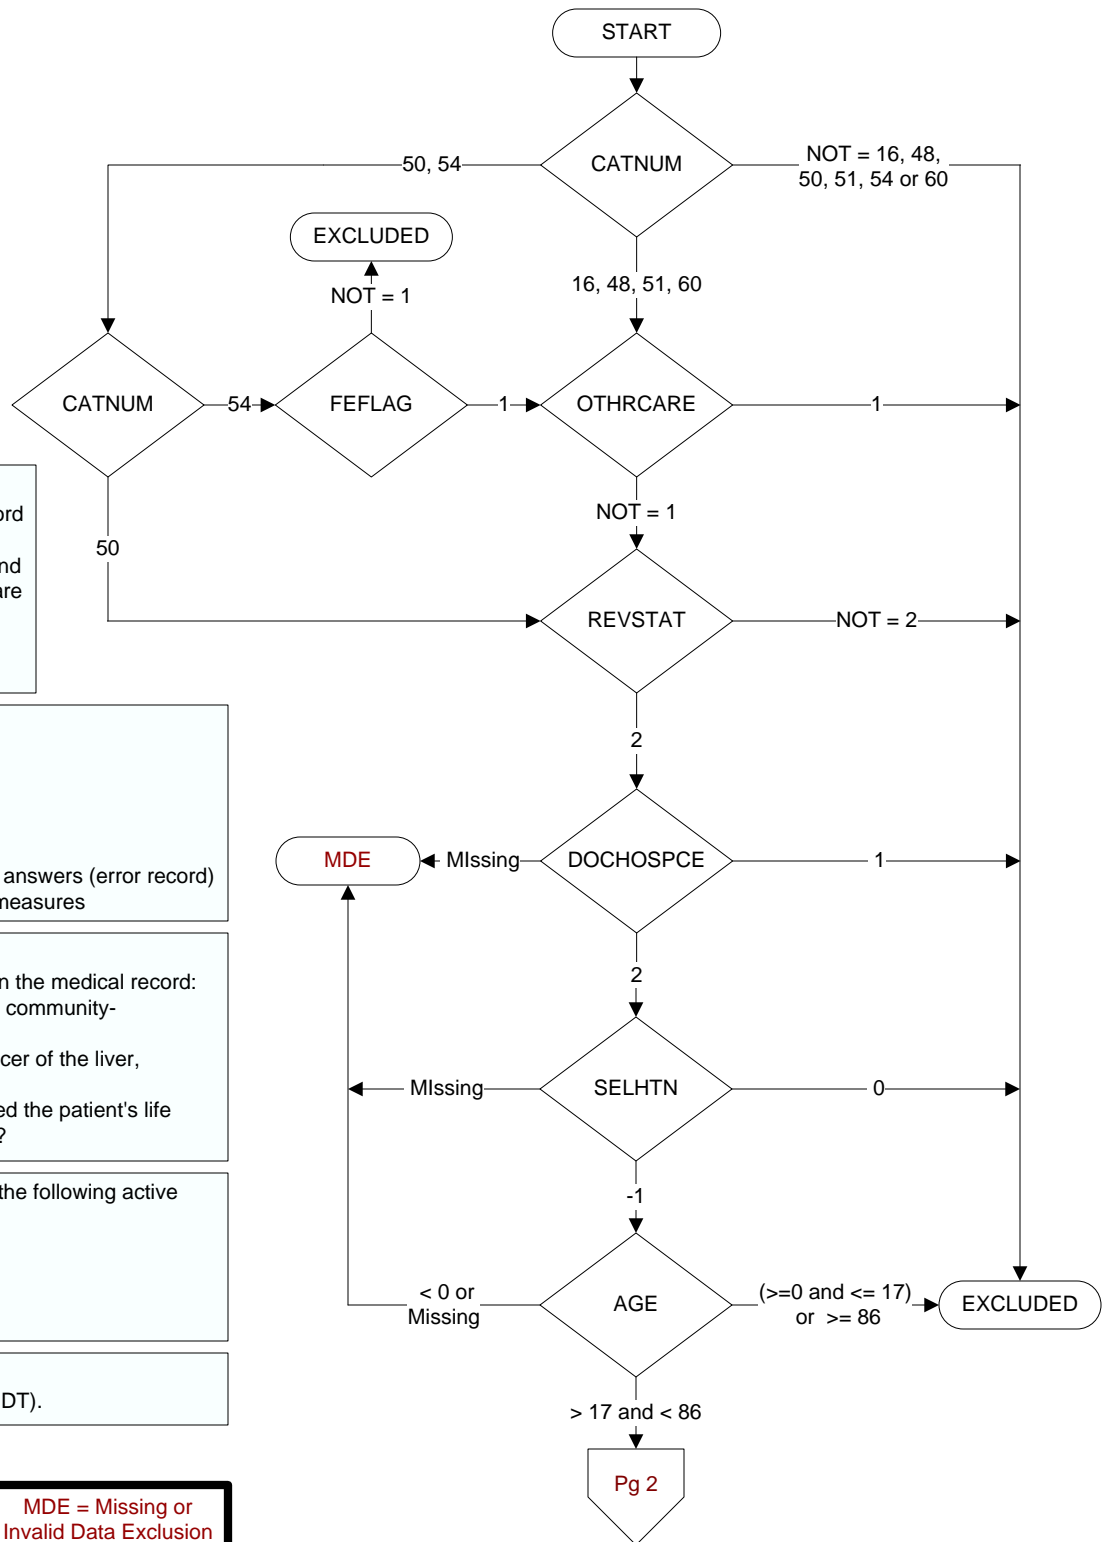 START
CATNUM
50, 54
NOT = 16, 48,
50, 51, 54 or 60
EXCLUDED
NOT = 1
16, 48, 51, 60
CATNUM
54
FEFLAG
1
OTHRCARE
1
NOT = 1
50
REVSTAT
NOT = 2
2
MDE
MIssing
DOCHOSPCE
1
2
MIssing
SELHTN
0
-1
< 0 or
Missing
AGE
(>=0 and <= 17)
or >= 86
EXCLUDED
> 17 and < 86
Pg 2
ord
nd
are
answers (error record)
measures
n the medical record:
community-
cer of the liver,
ed the patient's life
?
the following active
DT).
MDE = Missing or
Invalid Data Exclusion